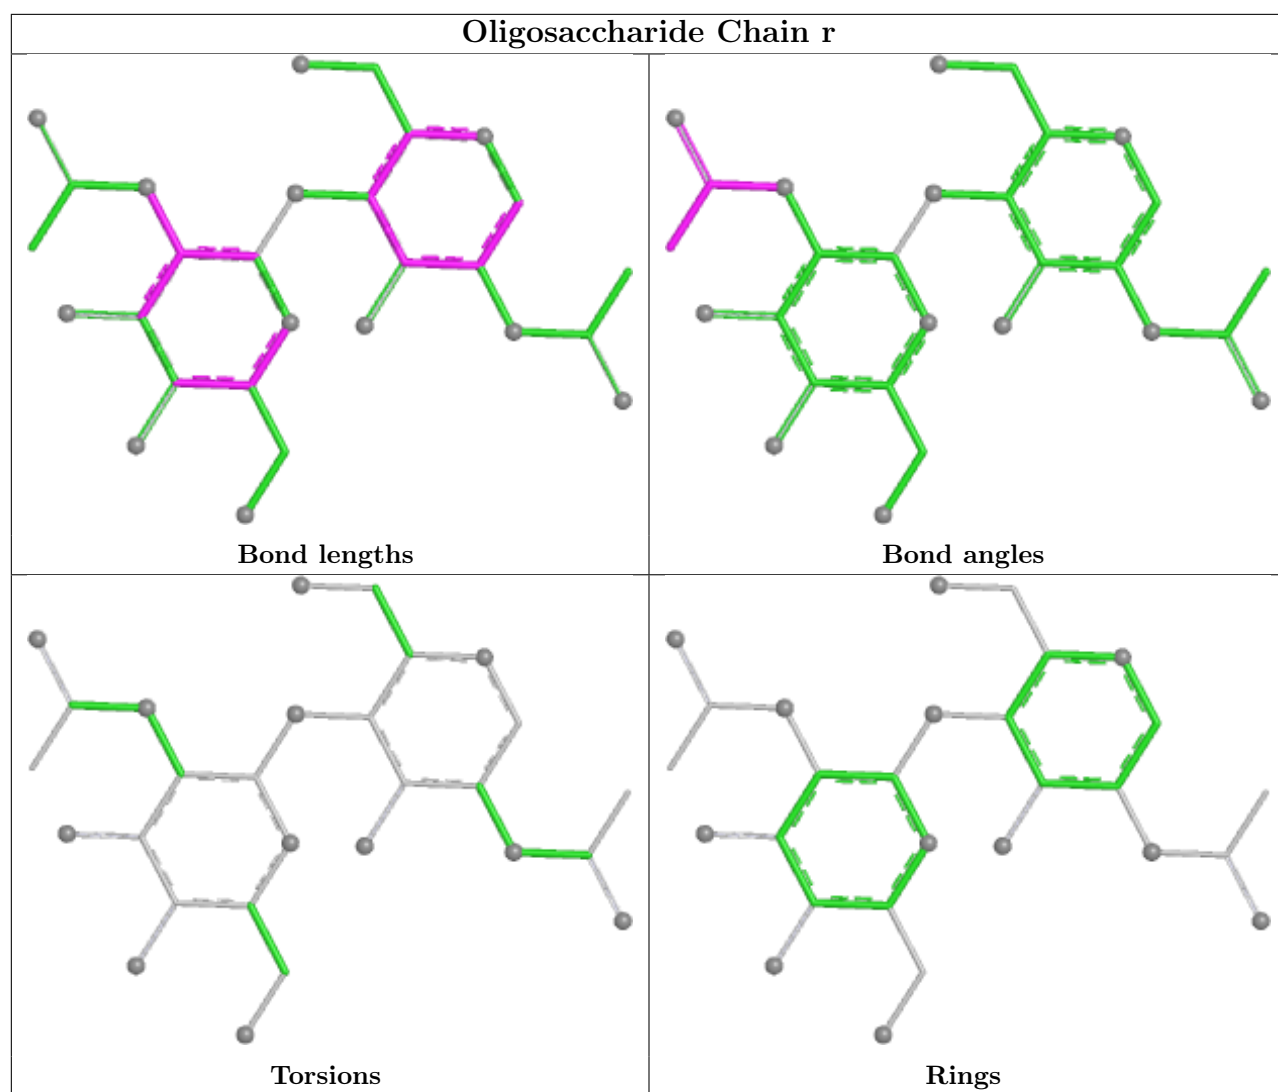 Oligosaccharide Chain r
Bond lengths
Bond angles
Torsions
Rings